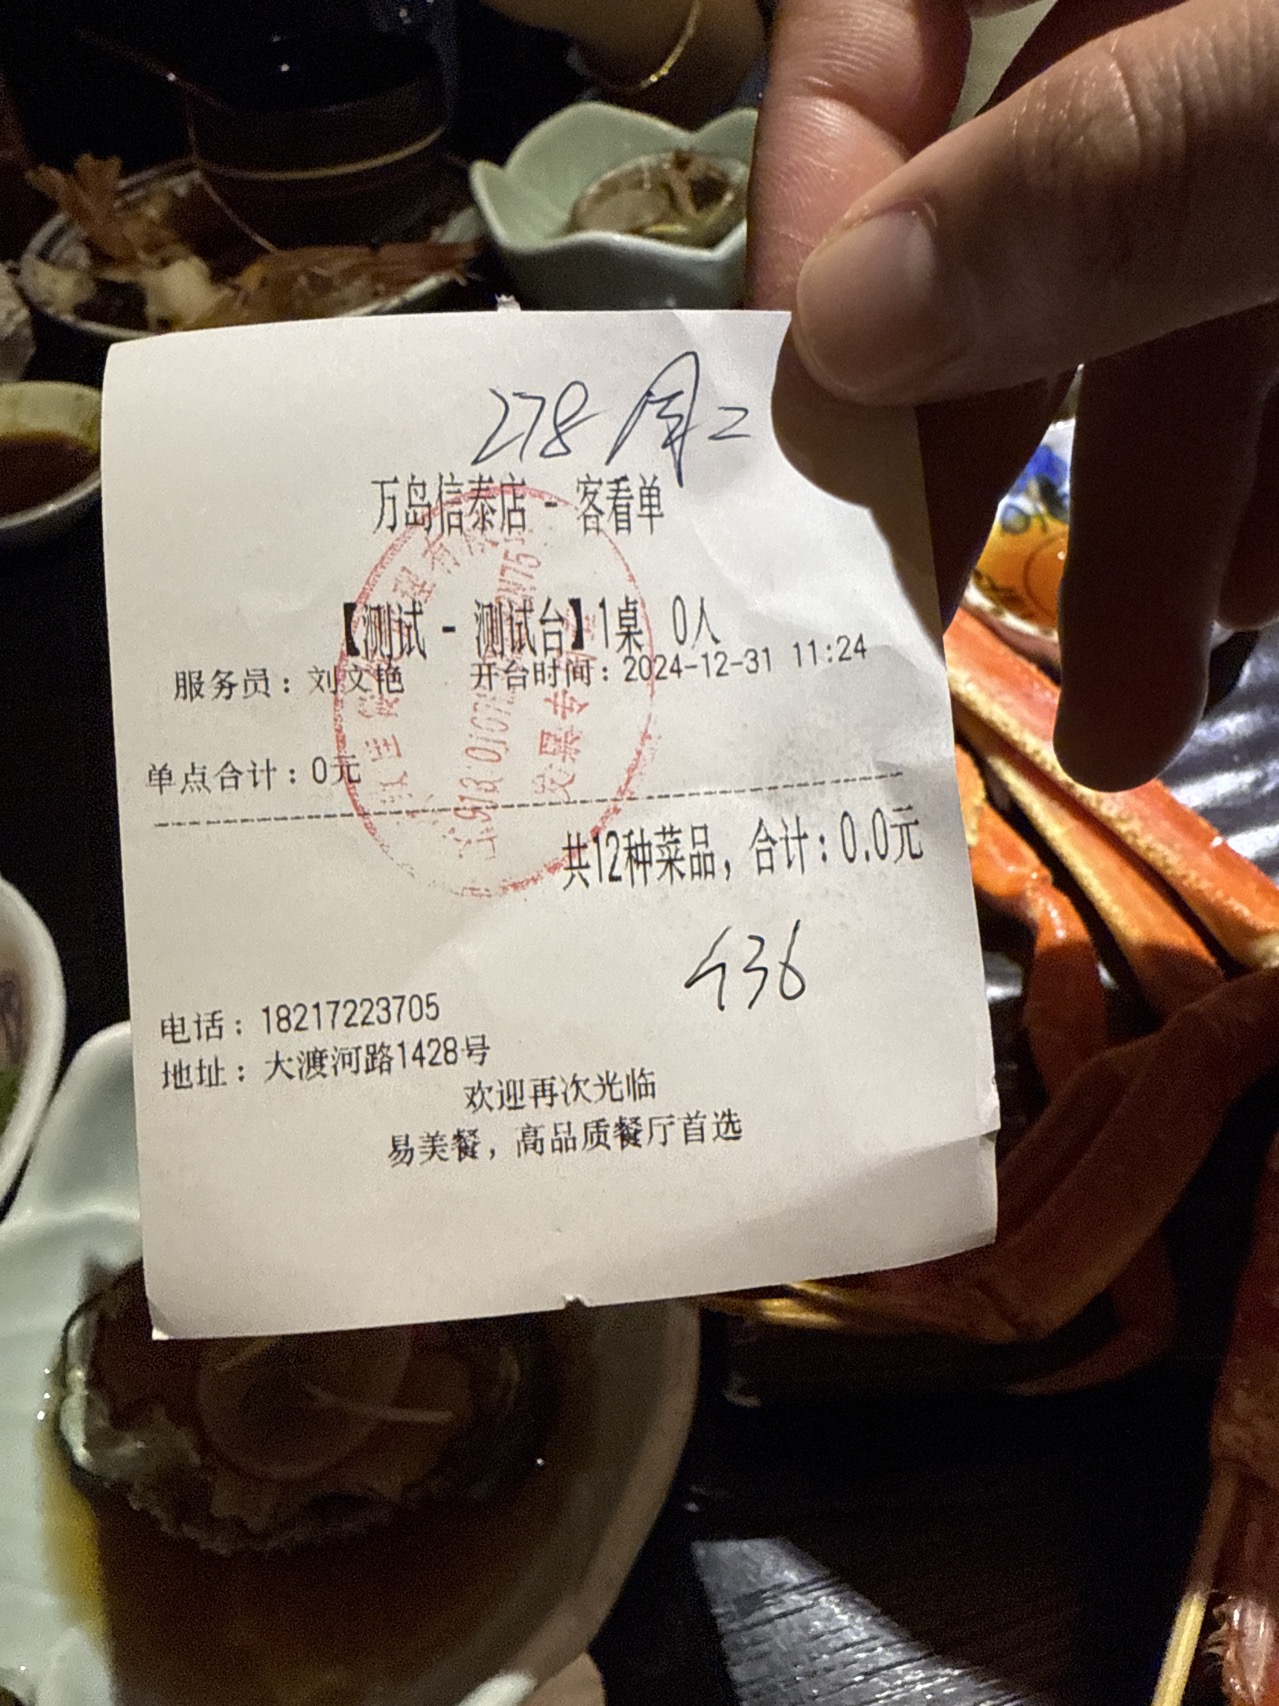 278 周二
万岛信泰店 - 客看单
【测试 - 测试台】1桌 0人
服务员：刘文艳 开台时间：2024-12-31 11:24
单点合计：0元
共12种菜品，合计：0.0元
436
电话：18217223705
地址：大渡河路1428号
欢迎再次光临
易美餐，高品质餐厅首选
发票专